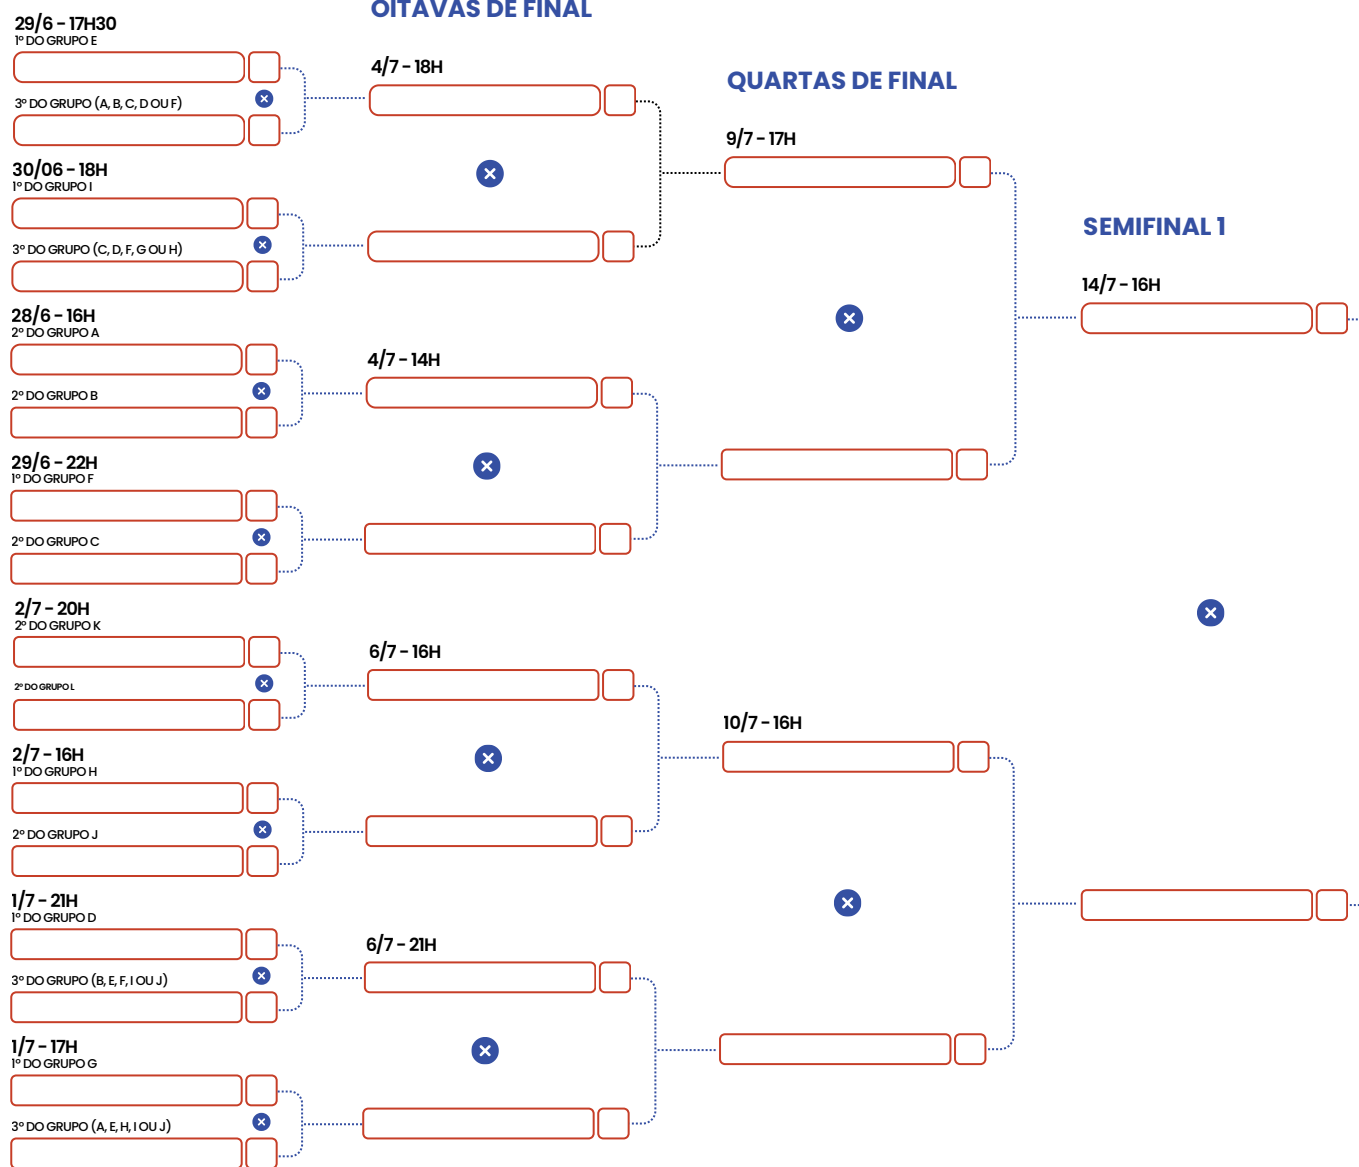 29/6 - 17H30
1º DO GRUPO E
3º DO GRUPO (A, B, C, D OU F)
30/06 - 18H
1º DO GRUPO I
3º DO GRUPO (C, D, F, G OU H)
28/6 - 16H
2º DO GRUPO A
2º DO GRUPO B
29/6 - 22H
1º DO GRUPO F
2º DO GRUPO C
2/7 - 20H
2º DO GRUPO K
2º DO GRUPO L
2/7 - 16H
1º DO GRUPO H
2º DO GRUPO J
1/7 - 21H
1º DO GRUPO D
3º DO GRUPO (B, E, F, I OU J)
1/7 - 17H
1º DO GRUPO G
3º DO GRUPO (A, E, H, I OU J)
OITAVAS DE FINAL
4/7 - 18H
4/7 - 14H
6/7 - 16H
6/7 - 21H
QUARTAS DE FINAL
9/7 - 17H
10/7 - 16H
SEMIFINAL 1
14/7 - 16H